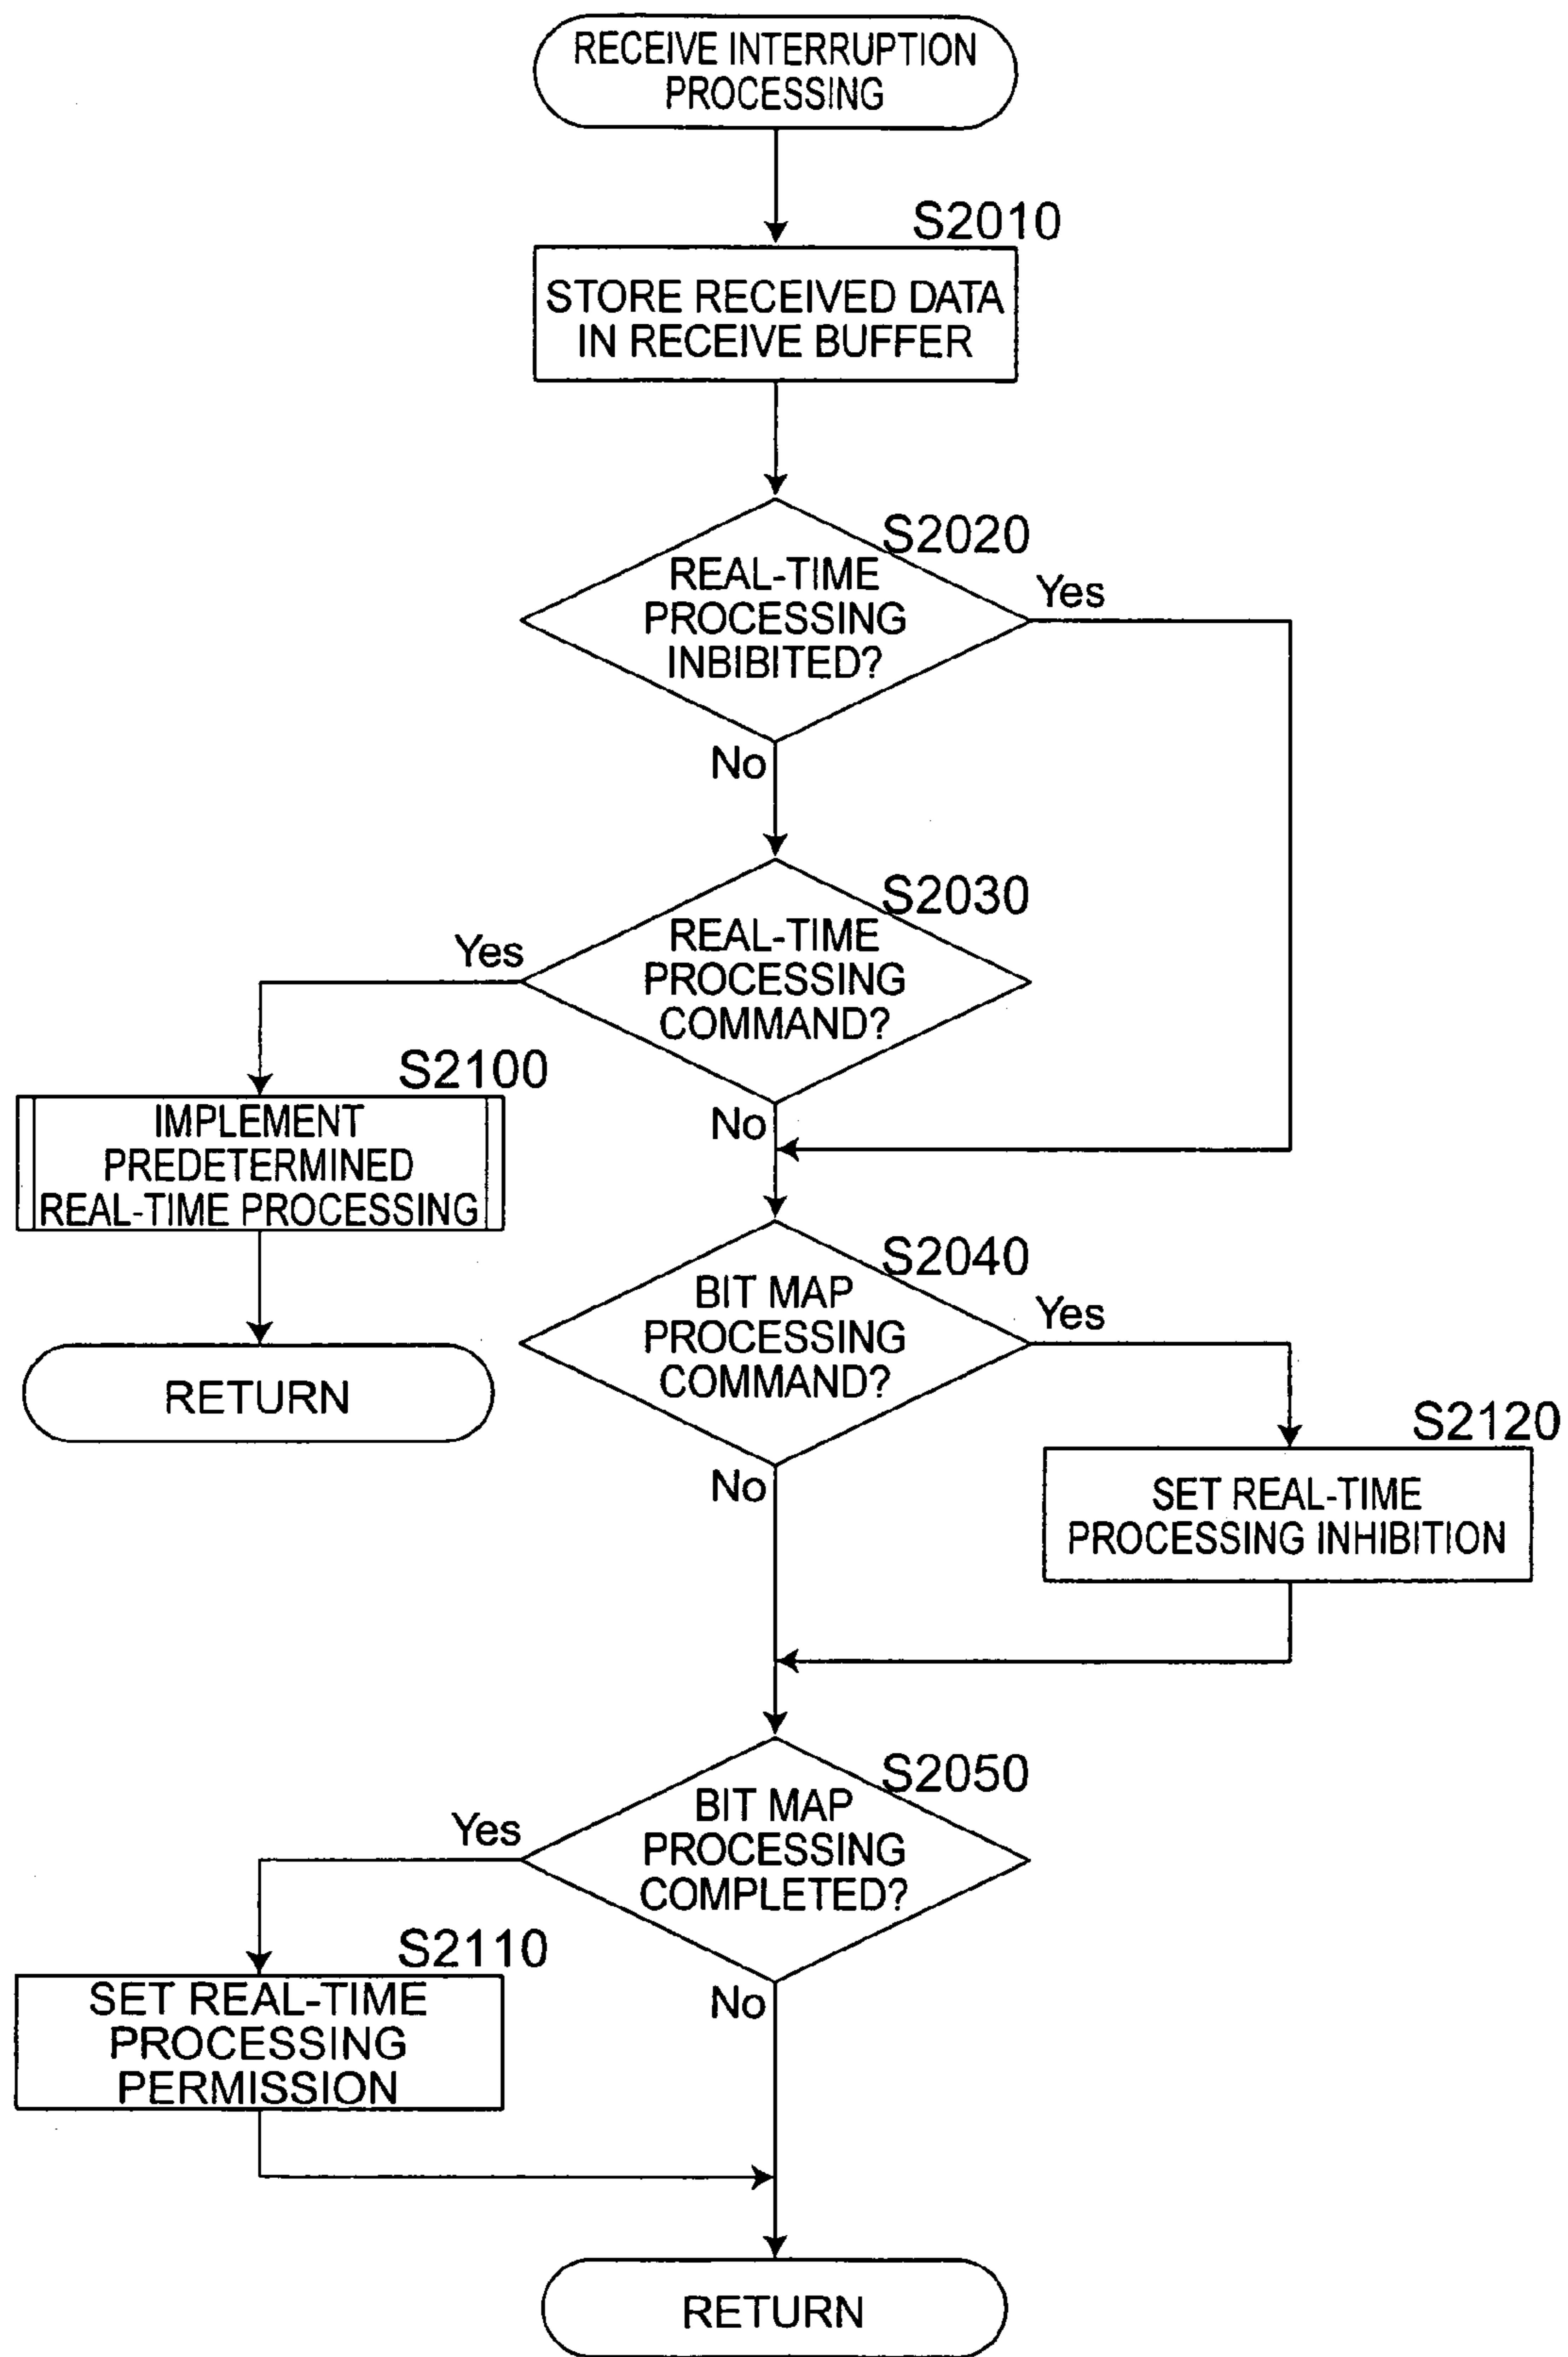 RECEIVE INTERRUPTION
PROCESSING
S2010
STORE RECEIVED DATA
IN RECEIVE BUFFER
S2020
REAL-TIME
PROCESSING
INBIBITED?
Yes
No
S2030
REAL-TIME
PROCESSING
COMMAND?
Yes
No
S2100
IMPLEMENT
PREDETERMINED
REAL-TIME PROCESSING
RETURN
S2040
BIT MAP
PROCESSING
COMMAND?
Yes
No
S2120
SET REAL-TIME
PROCESSING INHIBITION
S2050
BIT MAP
PROCESSING
COMPLETED?
Yes
No
S2110
SET REAL-TIME
PROCESSING
PERMISSION
RETURN